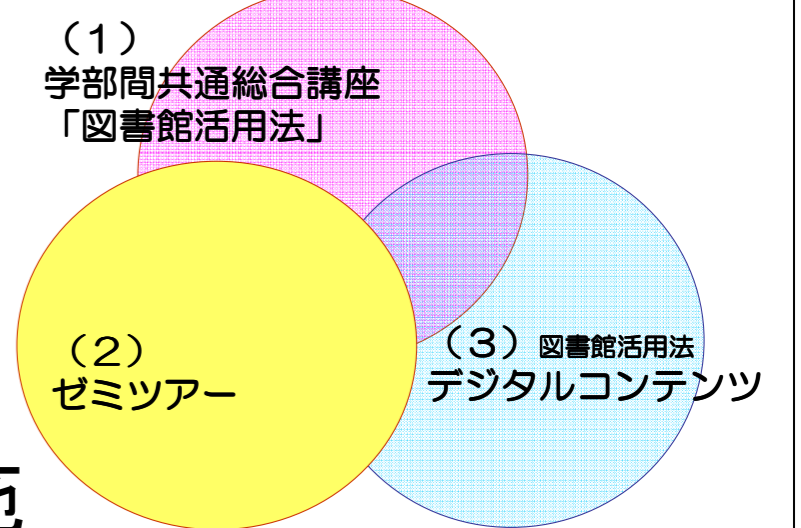 （１）
学部間共通総合講座
「図書館活用法」
（２）
ゼミツアー
（３）図書館活用法
デジタルコンテンツ